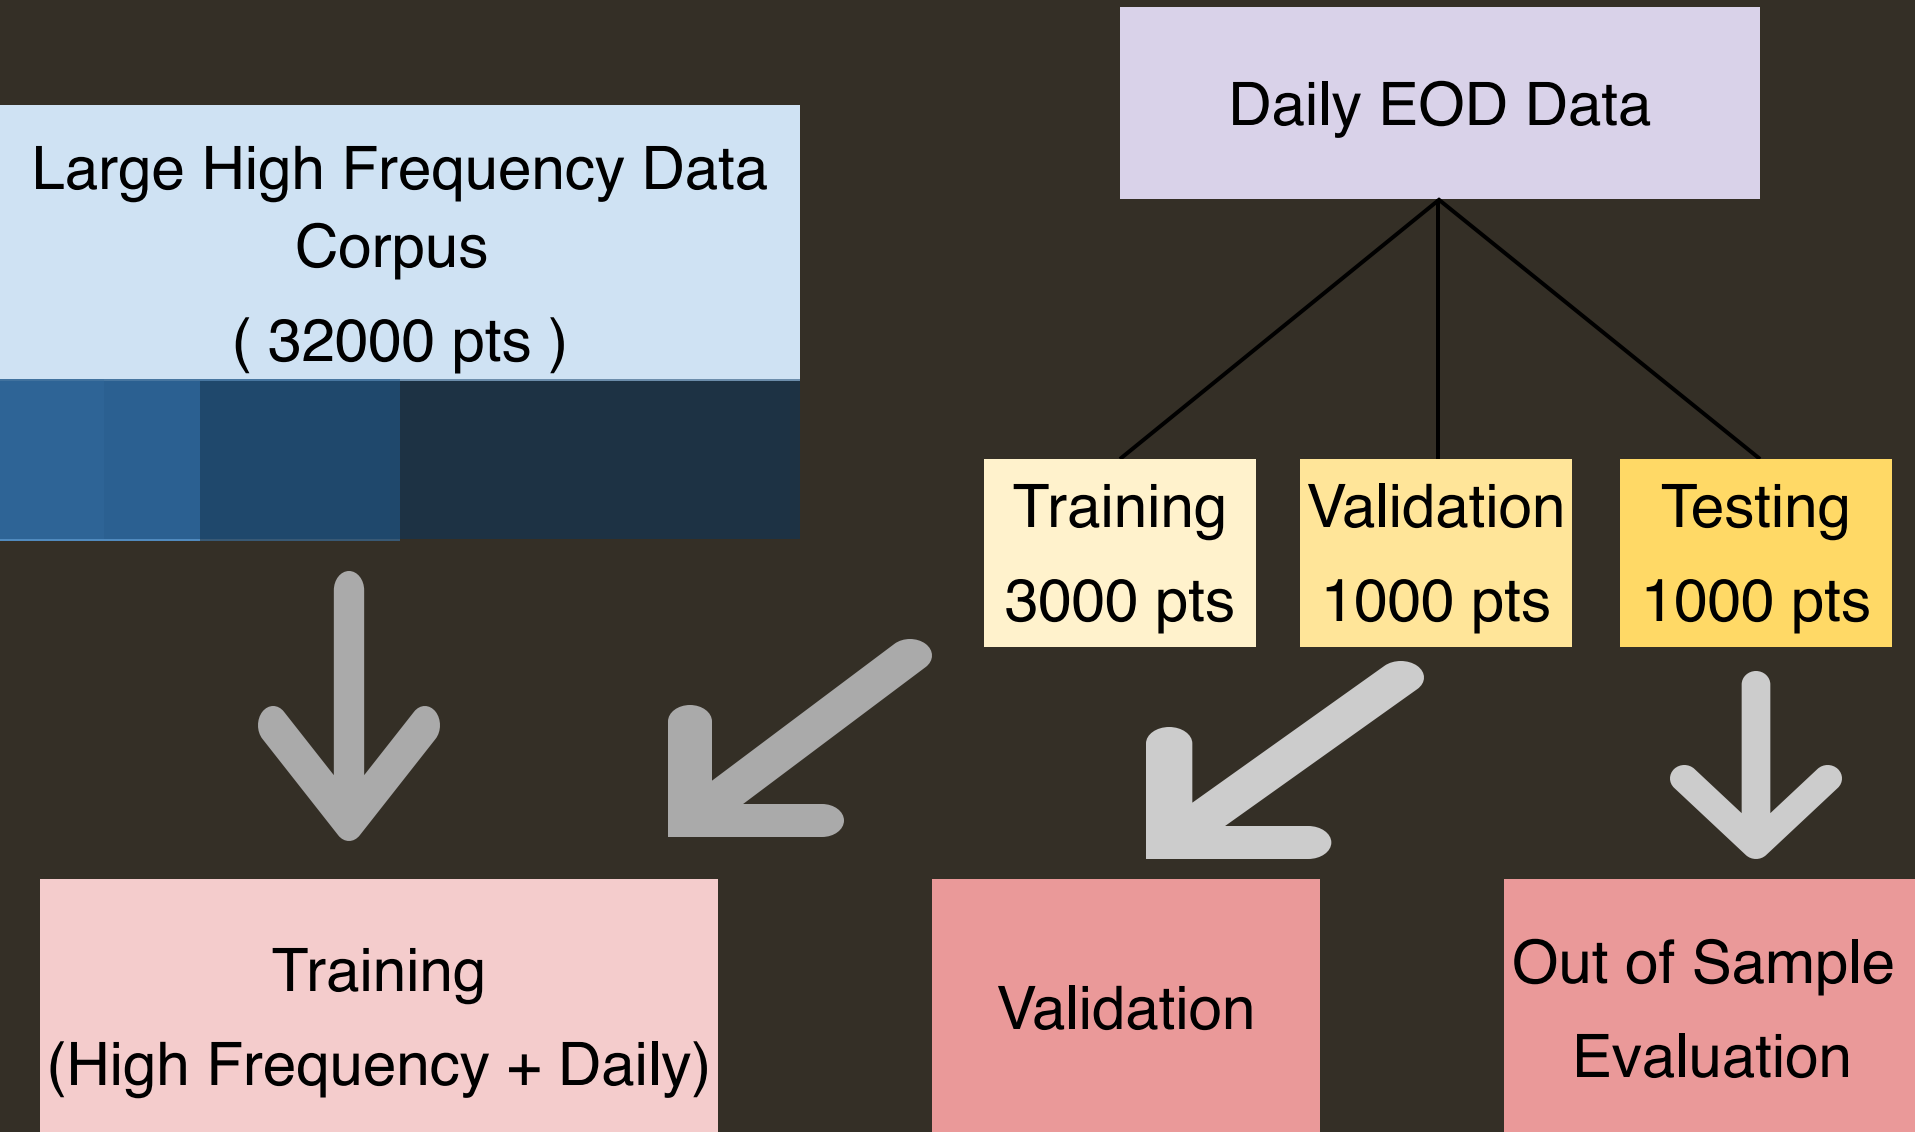 Large High Frequency Data
Corpus
( 32000 pts )
Daily EOD Data
Training
3000 pts
Validation
1000 pts
Testing
1000 pts
Training
(High Frequency + Daily)
Validation
Out of Sample
Evaluation